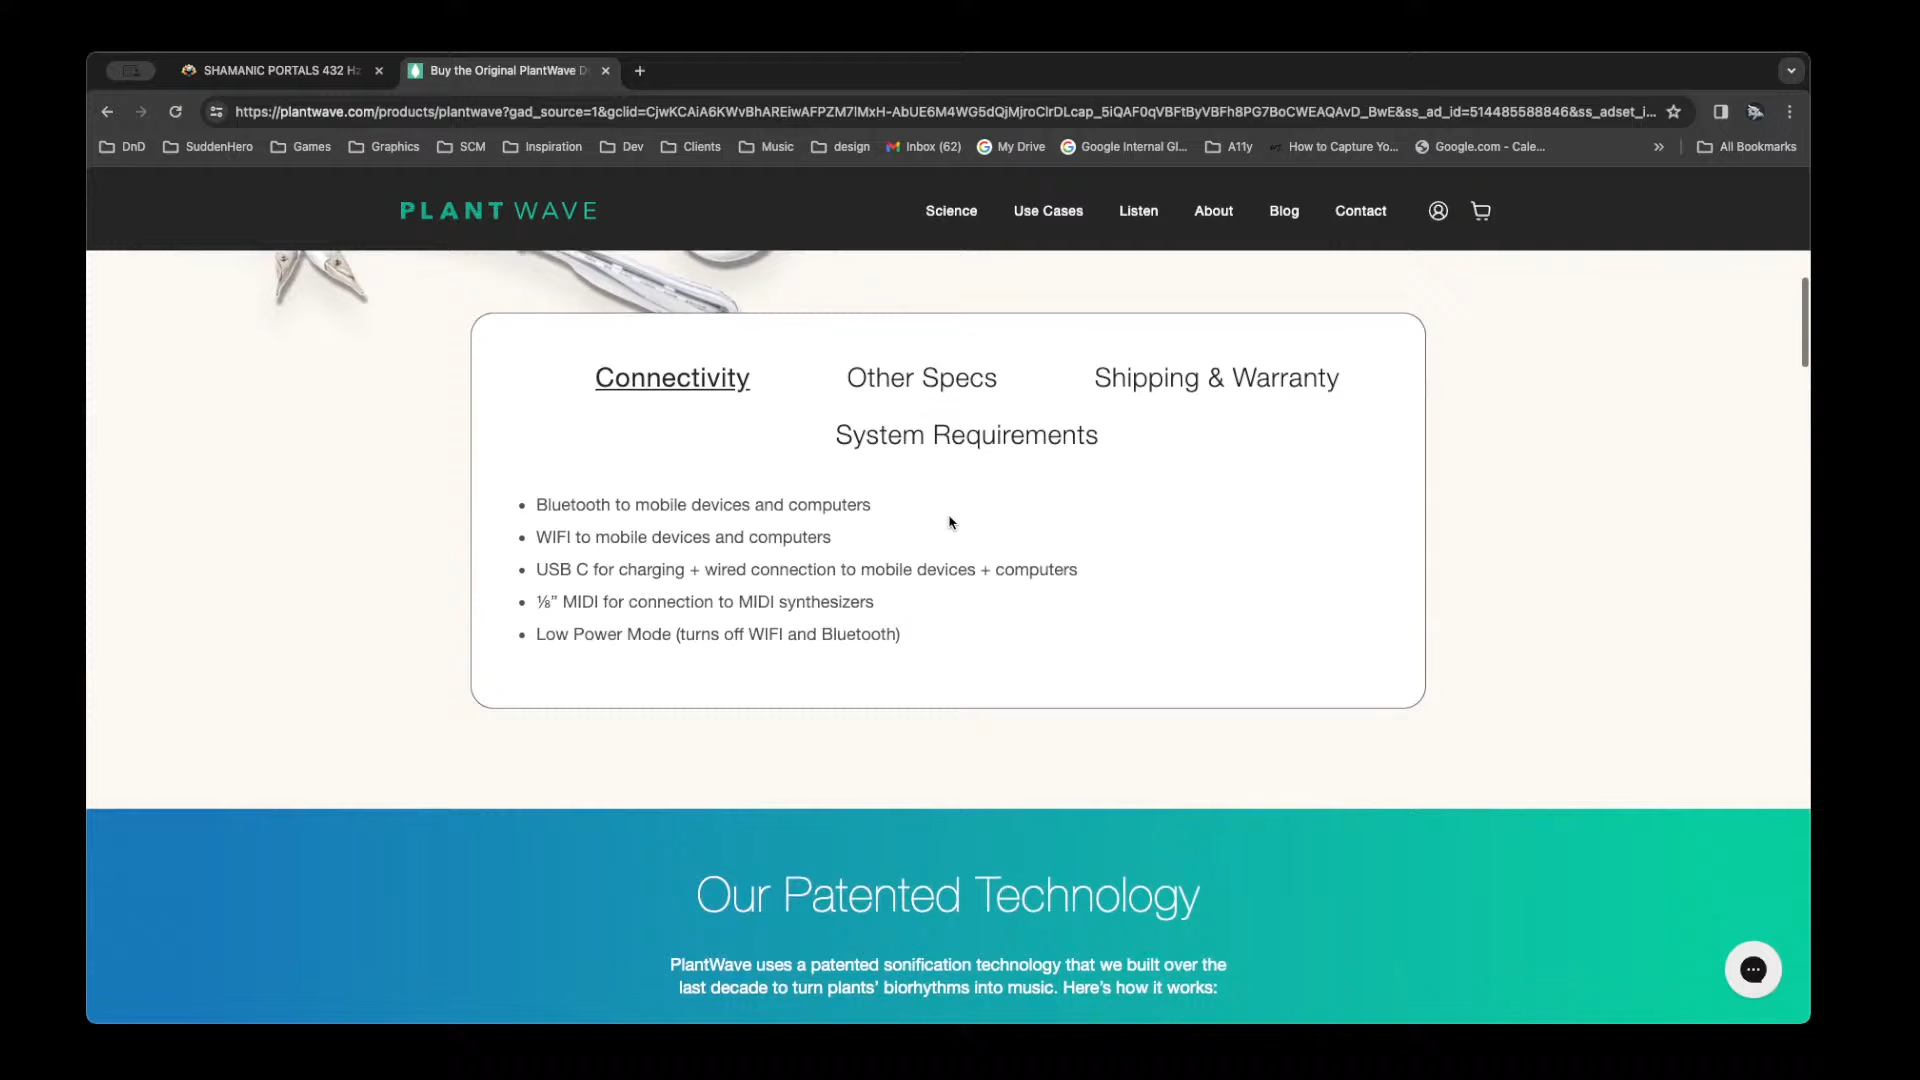 SHAMANIC PORTALS 432 Hz
Buy the Original PlantWave D
https://plantwave.com/products/plantwave?gad_source=1&gclid=CjwKCAiA6KWvBhAREiwAFPZM7lMxH-AbUE6M4WG5dQjMjroClrDLcap_5iQAF0qVBFtByVBFh8PG7BoCWEAQAvD_BwE&ss_ad_id=514485588846&ss_adset_i...
DnD
SuddenHero
Games
Graphics
SCM
Inspiration
Dev
Clients
Music
design
Inbox (62)
My Drive
Google Internal Gl...
A11y
How to Capture Yo...
Google.com - Cale...
»
All Bookmarks
PLANT WAVE
Science
Use Cases
Listen
About
Blog
Contact
Connectivity
Other Specs
Shipping & Warranty
System Requirements
• Bluetooth to mobile devices and computers
• WIFI to mobile devices and computers
• USB C for charging + wired connection to mobile devices + computers
• ⅛” MIDI for connection to MIDI synthesizers
• Low Power Mode (turns off WIFI and Bluetooth)
Our Patented Technology
PlantWave uses a patented sonification technology that we built over the
last decade to turn plants’ biorhythms into music. Here’s how it works: